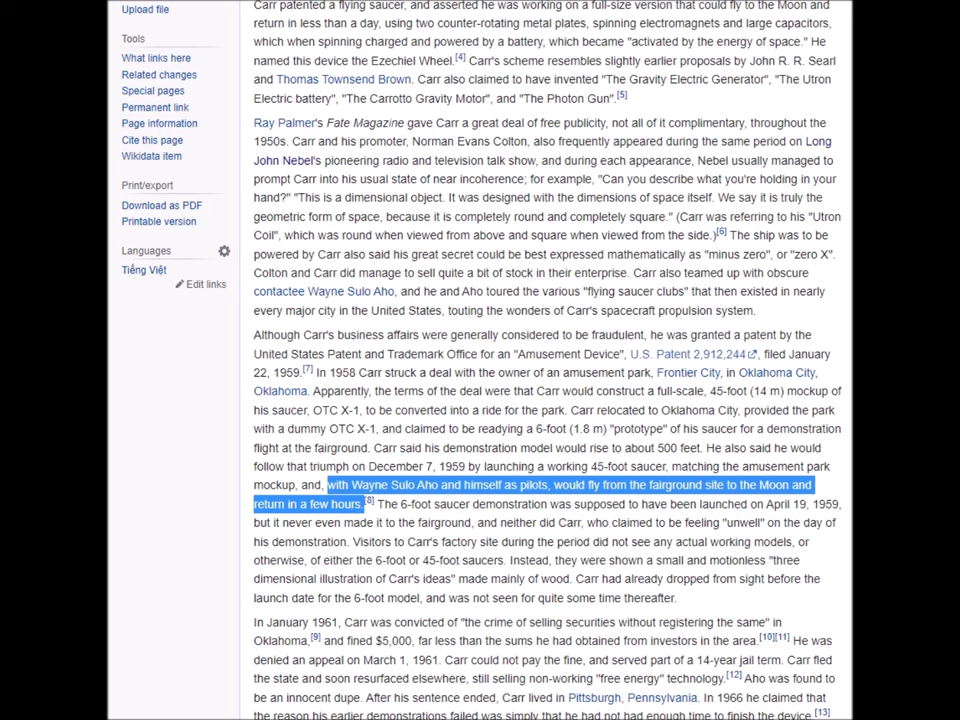 Upload file
Tools
What links here
Related changes
Special pages
Permanent link
Page information
Cite this page
Wikidata item
Print/export
Download as PDF
Printable version
Languages
Tiếng Việt
Edit links
Carr patented a flying saucer, and asserted he was working on a full-size version that could fly to the Moon and
return in less than a day, using two counter-rotating metal plates, spinning electromagnets and large capacitors,
which when spinning charged and powered by a battery, which became "activated by the energy of space." He
named this device the Ezechiel Wheel.[4] Carr's scheme resembles slightly earlier proposals by John R. R. Searl
and Thomas Townsend Brown. Carr also claimed to have invented "The Gravity Electric Generator", "The Utron
Electric battery", "The Carrotto Gravity Motor", and "The Photon Gun".[5]
Ray Palmer's Fate Magazine gave Carr a great deal of free publicity, not all of it complimentary, throughout the
1950s. Carr and his promoter, Norman Evans Colton, also frequently appeared during the same period on Long
John Nebel's pioneering radio and television talk show, and during each appearance, Nebel usually managed to
prompt Carr into his usual state of near incoherence; for example, "Can you describe what you're holding in your
hand?" "This is a dimensional object. It was designed with the dimensions of space itself. We say it is truly the
geometric form of space, because it is completely round and completely square." (Carr was referring to his "Utron
Coil", which was round when viewed from above and square when viewed from the side.)[6] The ship was to be
powered by Carr also said his great secret could be best expressed mathematically as "minus zero", or "zero X".
Colton and Carr did manage to sell quite a bit of stock in their enterprise. Carr also teamed up with obscure
contactee Wayne Sulo Aho, and he and Aho toured the various "flying saucer clubs" that then existed in nearly
every major city in the United States, touting the wonders of Carr's spacecraft propulsion system.
Although Carr's business affairs were generally considered to be fraudulent, he was granted a patent by the
United States Patent and Trademark Office for an "Amusement Device", U.S. Patent 2,912,244, filed January
22, 1959.[7] In 1958 Carr struck a deal with the owner of an amusement park, Frontier City, in Oklahoma City,
Oklahoma. Apparently, the terms of the deal were that Carr would construct a full-scale, 45-foot (14 m) mockup of
his saucer, OTC X-1, to be converted into a ride for the park. Carr relocated to Oklahoma City, provided the park
with a dummy OTC X-1, and claimed to be readying a 6-foot (1.8 m) "prototype" of his saucer for a demonstration
flight at the fairground. Carr said his demonstration model would rise to about 500 feet. He also said he would
follow that triumph on December 7, 1959 by launching a working 45-foot saucer, matching the amusement park
mockup, and, with Wayne Sulo Aho and himself as pilots, would fly from the fairground site to the Moon and
return in a few hours.[8] The 6-foot saucer demonstration was supposed to have been launched on April 19, 1959,
but it never even made it to the fairground, and neither did Carr, who claimed to be feeling "unwell" on the day of
his demonstration. Visitors to Carr's factory site during the period did not see any actual working models, or
otherwise, of either the 6-foot or 45-foot saucers. Instead, they were shown a small and motionless "three
dimensional illustration of Carr's ideas" made mainly of wood. Carr had already dropped from sight before the
launch date for the 6-foot model, and was not seen for quite some time thereafter.
In January 1961, Carr was convicted of "the crime of selling securities without registering the same" in
Oklahoma,[9] and fined $5,000, far less than the sums he had obtained from investors in the area.[10][11] He was
denied an appeal on March 1, 1961. Carr could not pay the fine, and served part of a 14-year jail term. Carr fled
the state and soon resurfaced elsewhere, still selling non-working "free energy" technology.[12] Aho was found to
be an innocent dupe. After his sentence ended, Carr lived in Pittsburgh, Pennsylvania. In 1966 he claimed that
the reason his earlier demonstrations failed was simply that he had not had enough time to finish the device.[13]